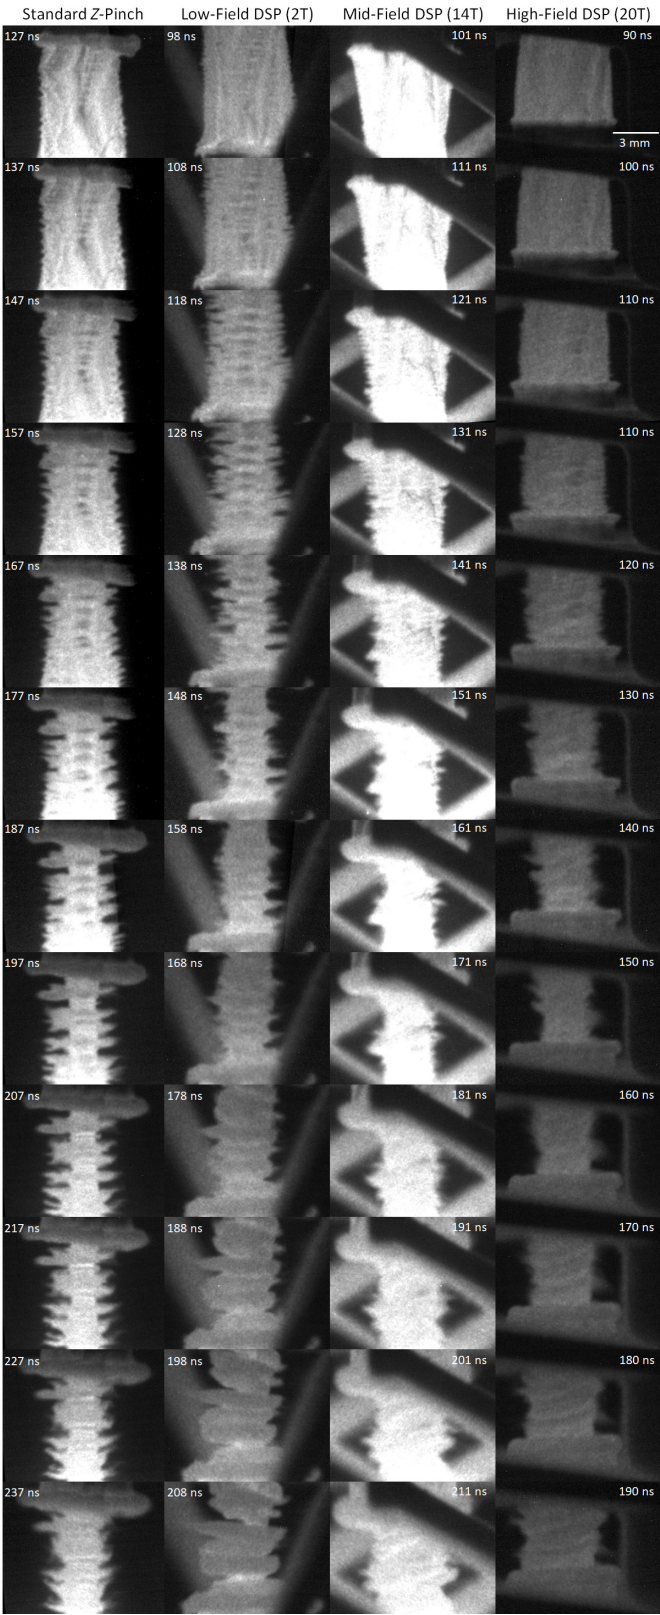 Standard Z-Pinch Low-Field DSP (2T) Mid-Field DSP (14T) High-Field DSP (20T)
127 ns 98 ns 101 ns 90 ns
3 mm
137 ns 108 ns 111 ns 100 ns
147 ns 118 ns 121 ns 110 ns
157 ns 128 ns 131 ns 110 ns
167 ns 138 ns 141 ns 120 ns
177 ns 148 ns 151 ns 130 ns
187 ns 158 ns 161 ns 140 ns
197 ns 168 ns 171 ns 150 ns
207 ns 178 ns 181 ns 160 ns
217 ns 188 ns 191 ns 170 ns
227 ns 198 ns 201 ns 180 ns
237 ns 208 ns 211 ns 190 ns